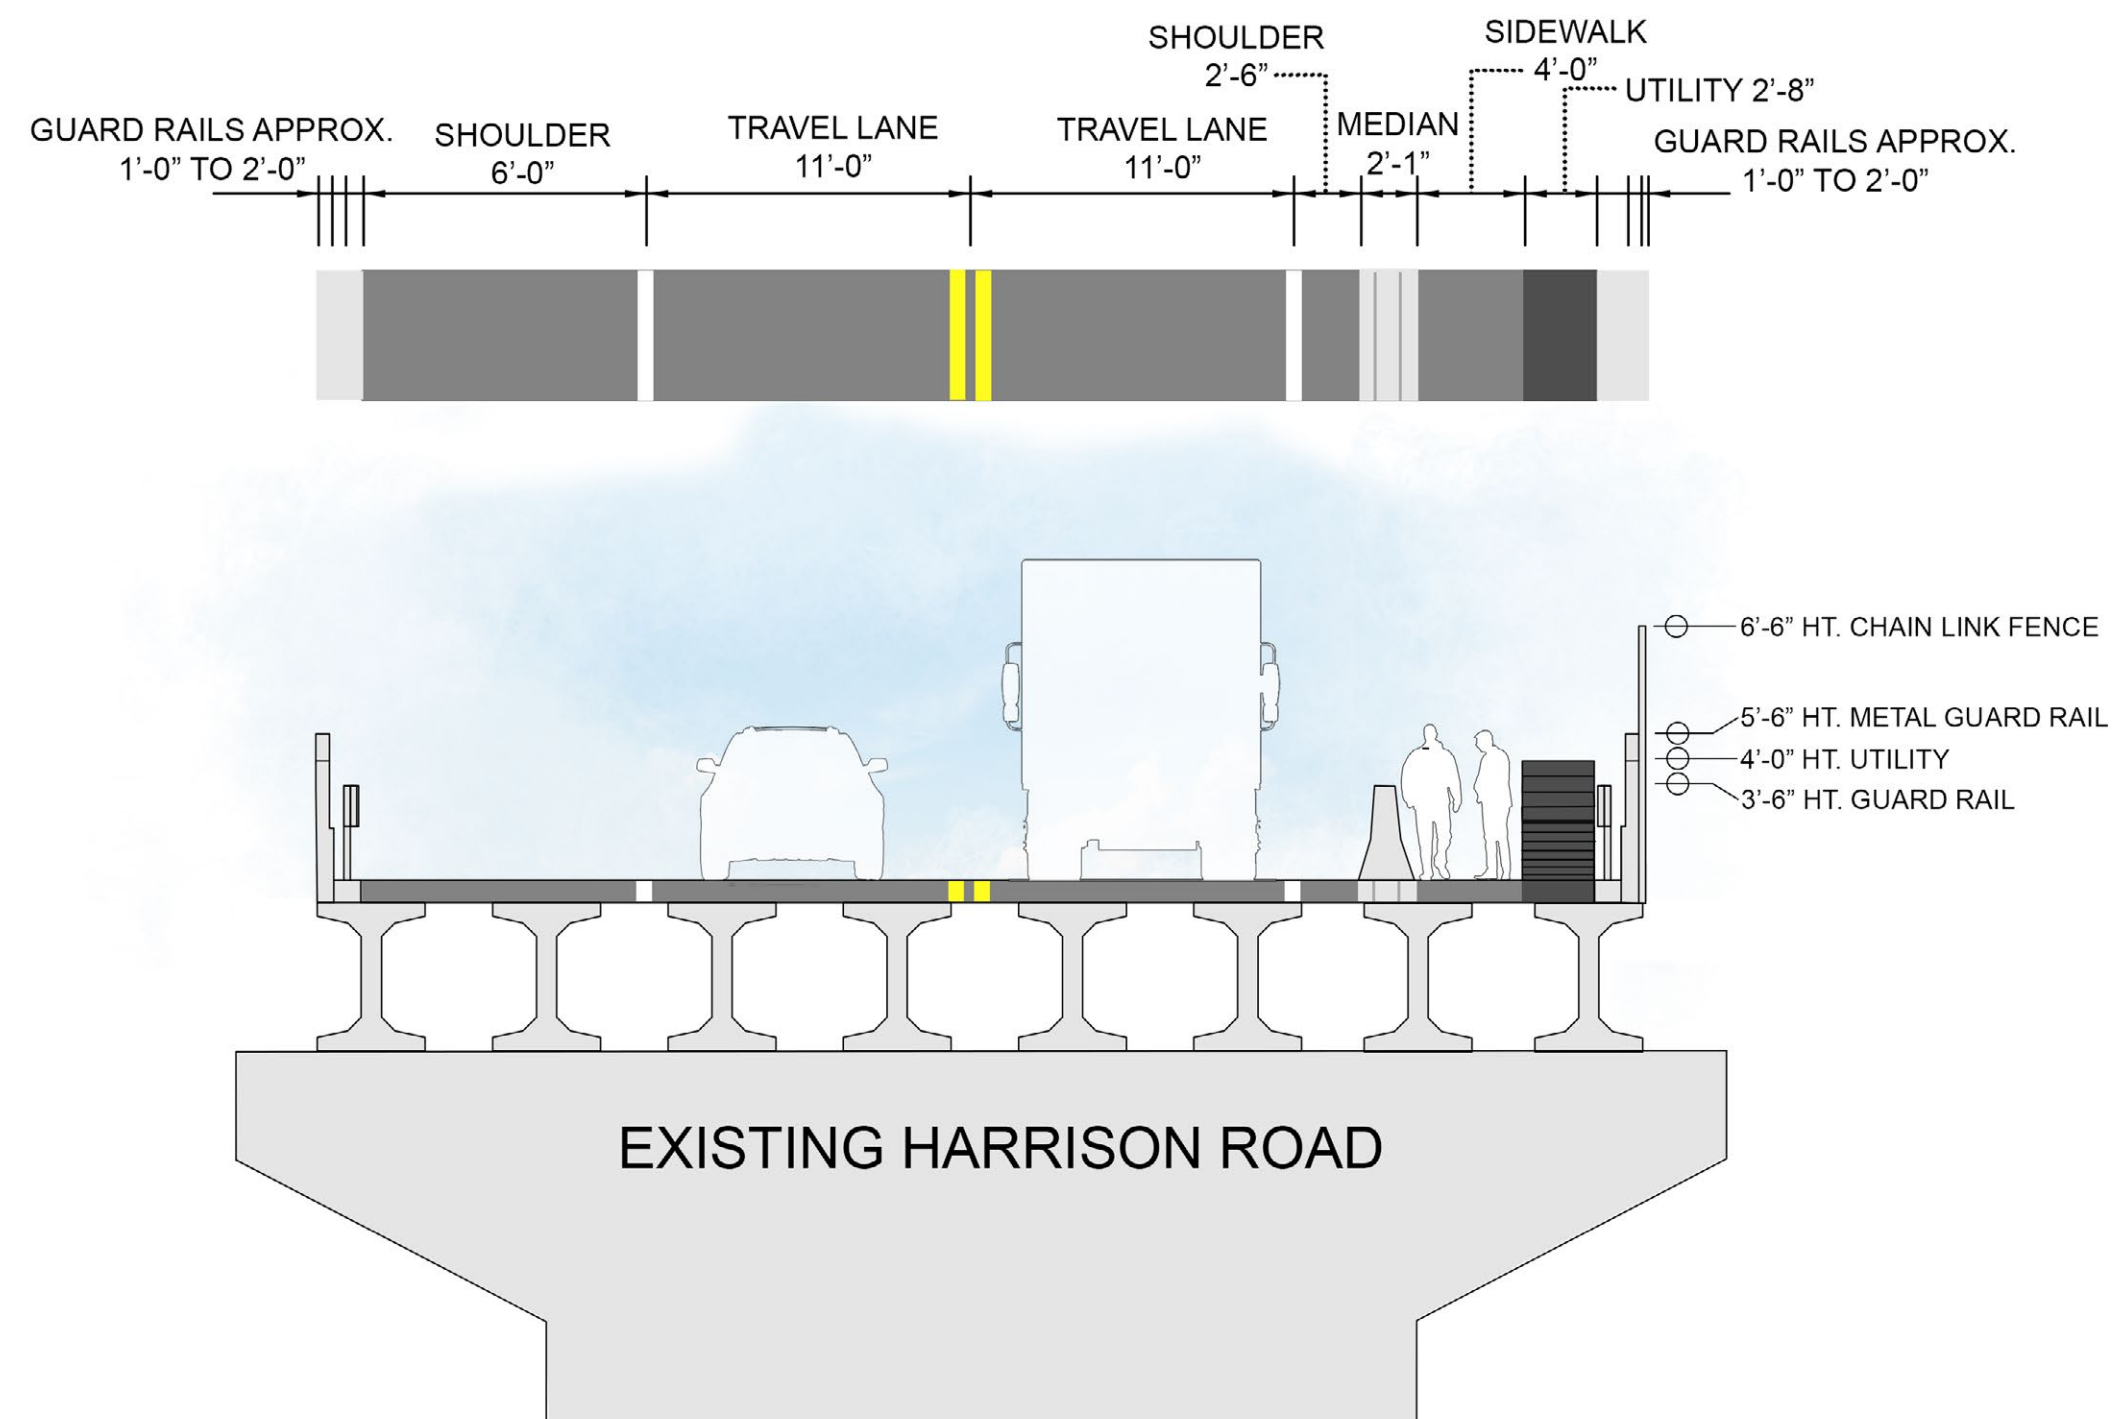 SHOULDER
2’-6”
SIDEWALK
4’-0”
UTILITY 2’-8”
GUARD RAILS APPROX.
1’-0” TO 2’-0”
SHOULDER
6’-0”
TRAVEL LANE
11’-0”
TRAVEL LANE
11’-0”
MEDIAN
2’-1”
GUARD RAILS APPROX.
1’-0” TO 2’-0”
6’-6” HT. CHAIN LINK FENCE
5’-6” HT. METAL GUARD RAIL
4’-0” HT. UTILITY
3’-6” HT. GUARD RAIL
EXISTING HARRISON ROAD